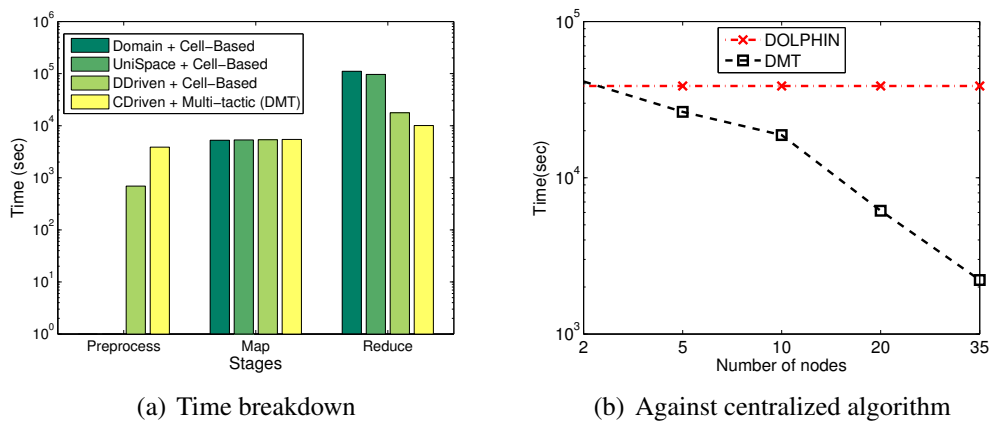 10^6
10^5
10^4
10^3
10^2
10^1
10^0
Time (sec)
Domain + Cell-Based
UniSpace + Cell-Based
DDriven + Cell-Based
CDriven + Multi-tactic (DMT)
Preprocess Map Reduce
Stages
(a) Time breakdown
10^5
10^4
10^3
Time(sec)
DOLPHIN
DMT
2 5 10 20 35
Number of nodes
(b) Against centralized algorithm